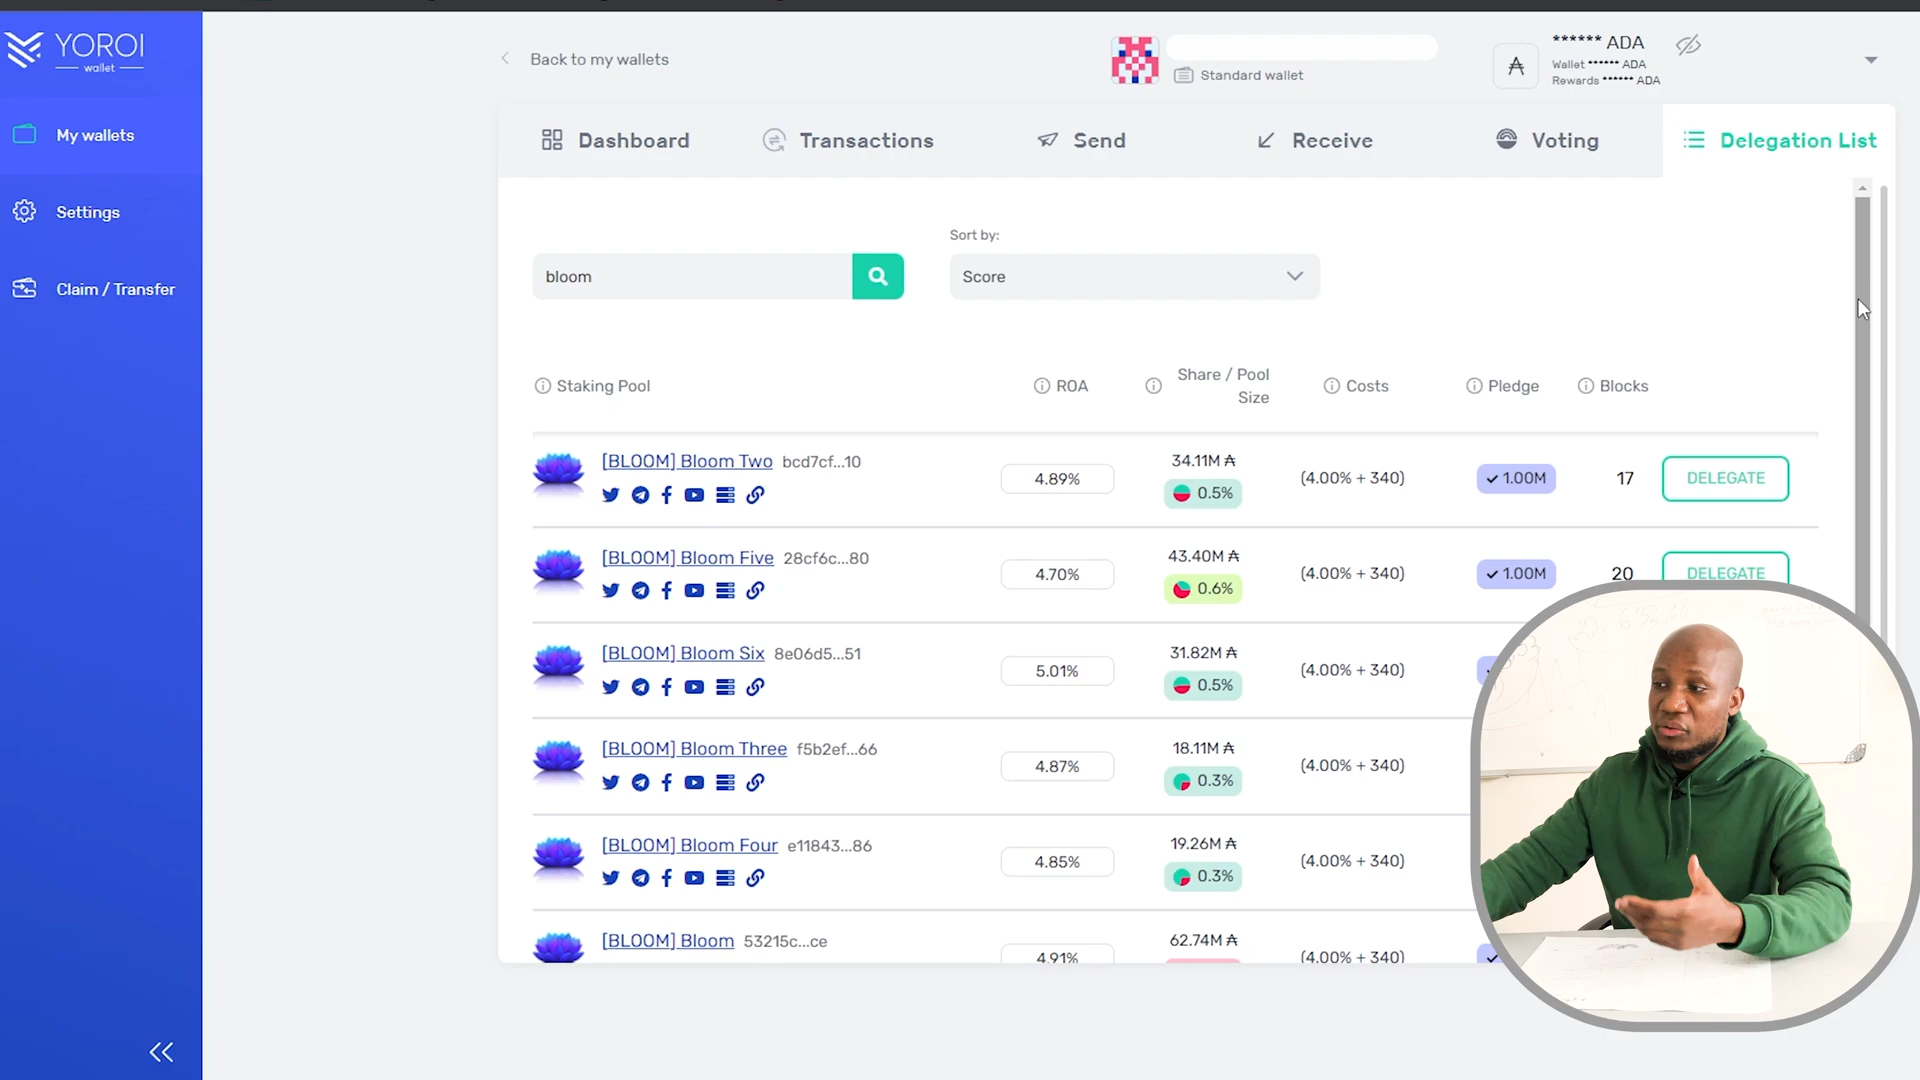 YOROI
wallet
My wallets
Settings
Claim / Transfer
Back to my wallets
Standard wallet
****** ADA
Wallet ****** ADA
Rewards ****** ADA
Dashboard
Transactions
Send
Receive
Voting
Delegation List
Sort by:
bloom
Score
Staking Pool
ROA
Share / Pool
Size
Costs
Pledge
Blocks
[BLOOM] Bloom Two bcd7cf...10
4.89%
34.11M ₳
0.5%
(4.00% + 340)
1.00M
17
DELEGATE
[BLOOM] Bloom Five 28cf6c...80
4.70%
43.40M ₳
0.6%
(4.00% + 340)
1.00M
20
DELEGATE
[BLOOM] Bloom Six 8e06d5...51
5.01%
31.82M ₳
0.5%
(4.00% + 340)
[BLOOM] Bloom Three f5b2ef...66
4.87%
18.11M ₳
0.3%
(4.00% + 340)
[BLOOM] Bloom Four e11843...86
4.85%
19.26M ₳
0.3%
(4.00% + 340)
[BLOOM] Bloom 53215c...ce
4.91%
62.74M ₳
(4.00% + 340)